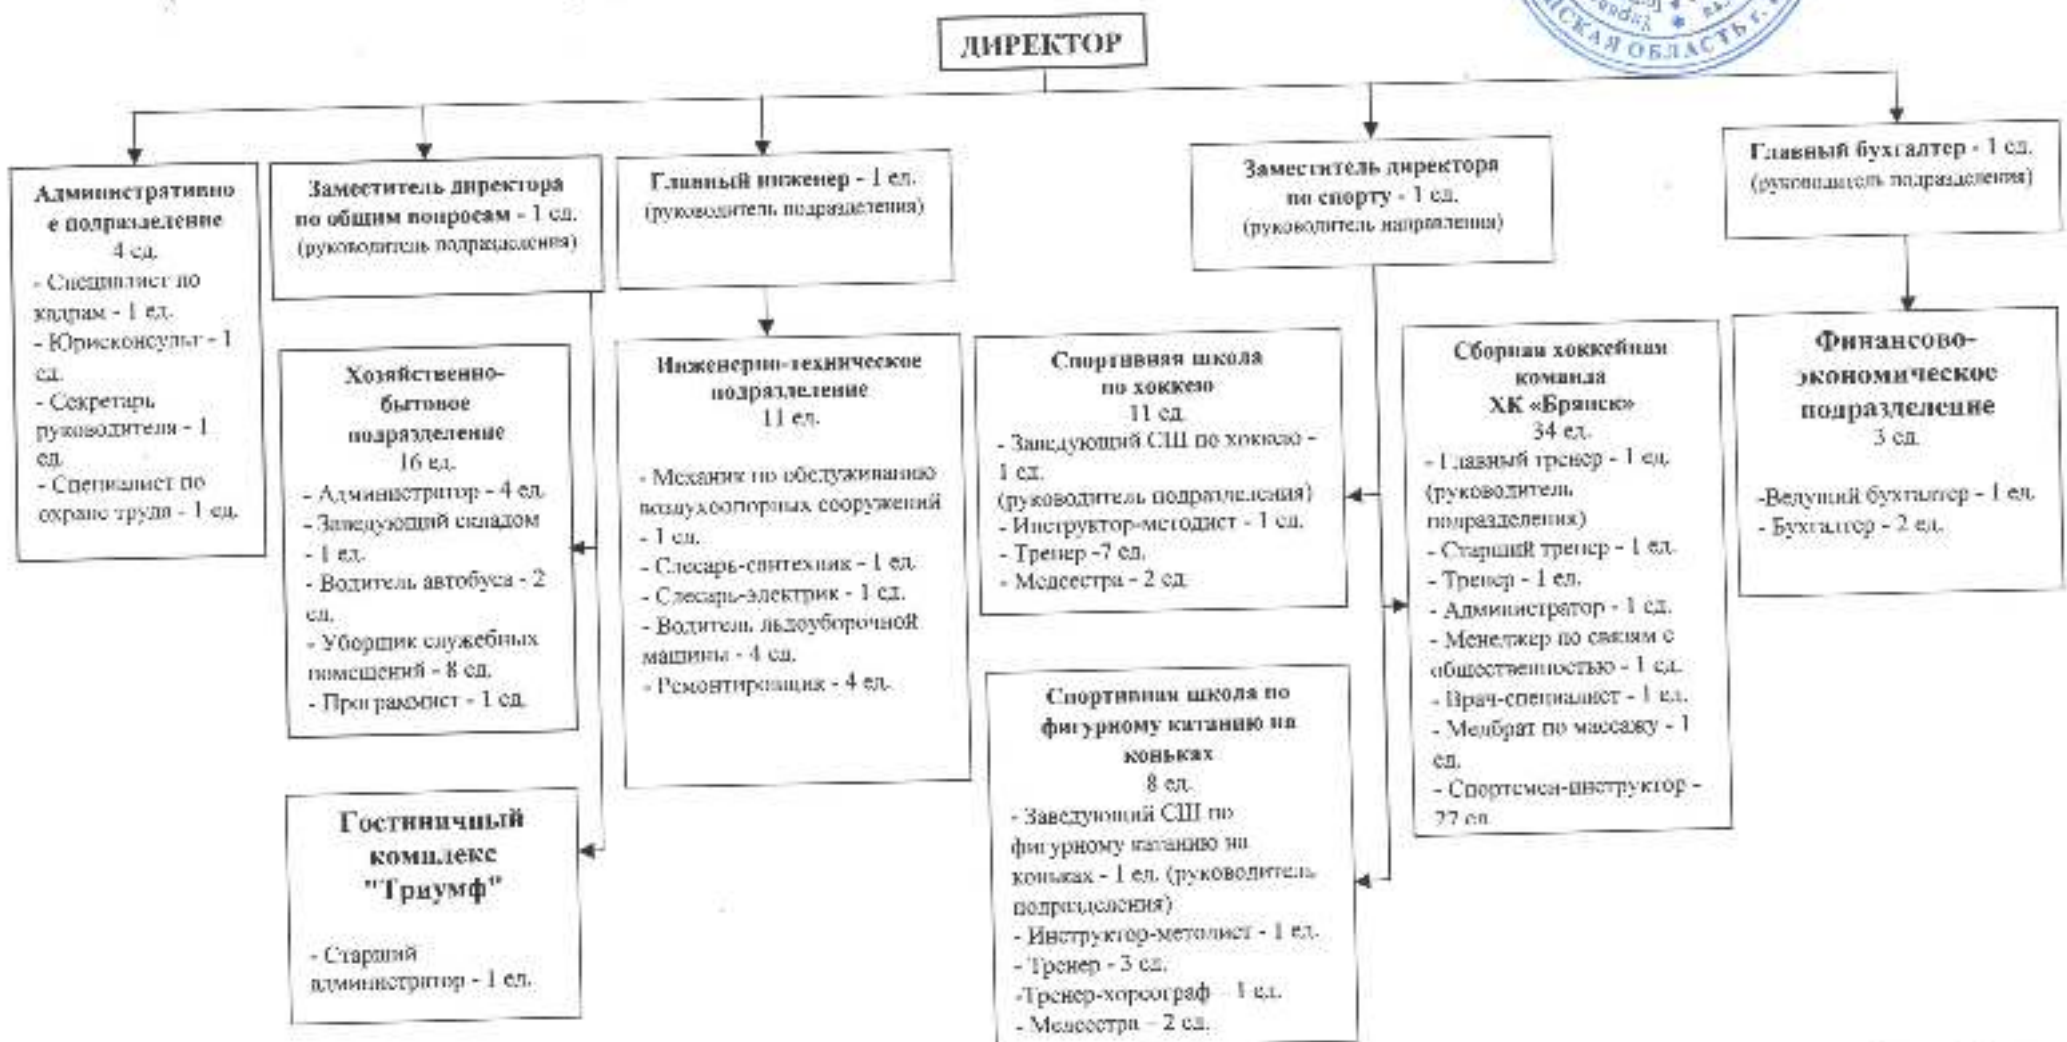 СКАЯ ОБЛАСТЬ г.
ДИРЕКТОР
Административно
е подразделение
4 ед.
- Специалист по
кадрам - 1 ед.
- Юрисконсульт - 1
ед.
- Секретарь
руководителя - 1
ед.
- Специалист по
охране труда - 1 ед.
Заместитель директора
по общим вопросам - 1 ед.
(руководитель подразделения)
Хозяйственно-
бытовое
подразделение
16 ед.
- Администратор - 4 ед.
- Заведующий складом
- 1 ед.
- Водитель автобуса - 2
ед.
- Уборщик служебных
помещений - 8 ед.
- Программист - 1 ед.
Гостиничный
комплекс
"Триумф"
- Старший
администратор - 1 ед.
Главный инженер - 1 ед.
(руководитель подразделения)
Инженерно-техническое
подразделение
11 ед.
- Механик по обслуживанию
воздухоопорных сооружений
- 1 ед.
- Слесарь-сантехник - 1 ед.
- Слесарь-электрик - 1 ед.
- Водитель льдоуборочной
машины - 4 ед.
- Ремонтировщик - 4 ед.
Заместитель директора
по спорту - 1 ед.
(руководитель направления)
Спортивная школа
по хоккею
11 ед.
- Заведующий СШ по хоккею -
1 ед.
(руководитель подразделения)
- Инструктор-методист - 1 ед.
- Тренер -7 ед.
- Медсестра - 2 ед.
Спортивная школа по
фигурному катанию на
коньках
8 ед.
- Заведующий СШ по
фигурному катанию на
коньках - 1 ед. (руководитель
подразделения)
- Инструктор-методист - 1 ед.
- Тренер - 3 ед.
-Тренер-хореограф - 1 ед.
- Медсестра - 2 ед.
Сборная хоккейная
команда
ХК «Брянск»
34 ед.
- Главный тренер - 1 ед.
(руководитель
подразделения)
- Старший тренер - 1 ед.
- Тренер - 1 ед.
- Администратор - 1 ед.
- Менеджер по связям с
общественностью - 1 ед.
- Врач-специалист - 1 ед.
- Медбрат по массажу - 1
ед.
- Спортсмен-инструктор -
27 ед.
Главный бухгалтер - 1 ед.
(руководитель подразделения)
Финансово-
экономическое
подразделение
3 ед.
-Ведущий бухгалтер - 1 ед.
- Бухгалтер - 2 ед.